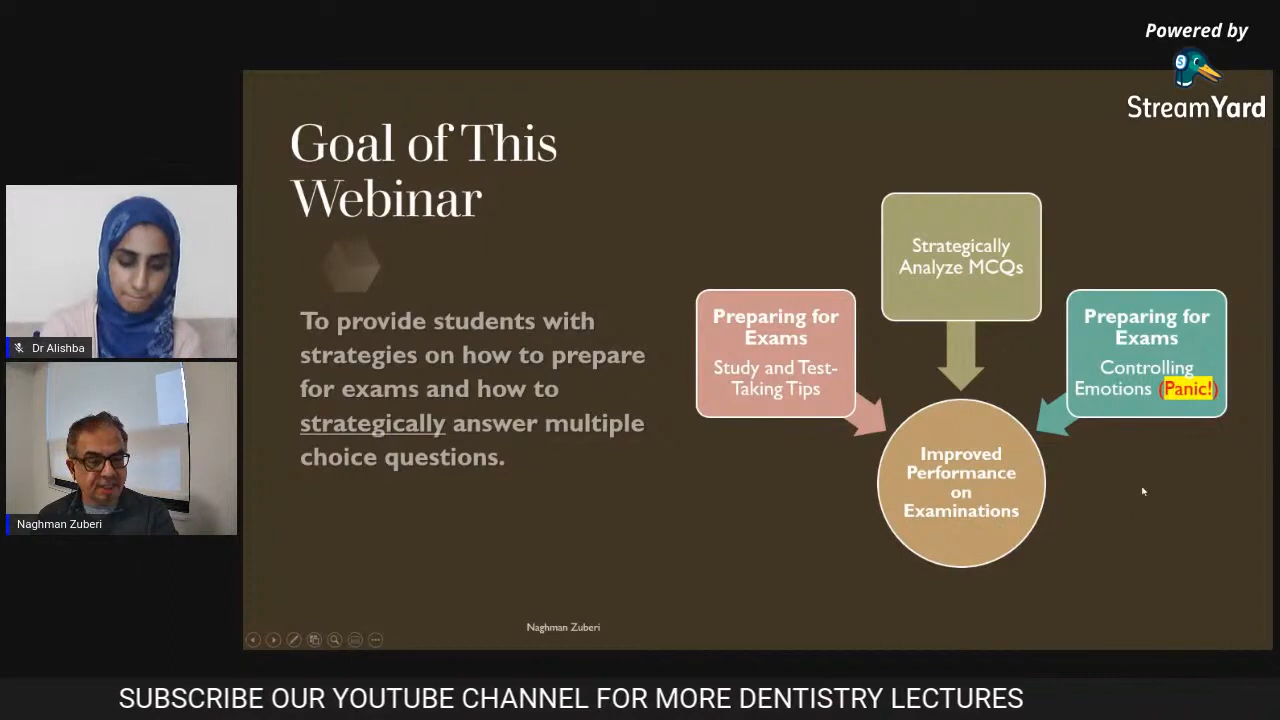 Powered by
StreamYard
Goal of This
Webinar
To provide students with
strategies on how to prepare
for exams and how to
strategically answer multiple
choice questions.
Strategically
Analyze MCQs
Preparing for
Exams
Study and Test-
Taking Tips
Preparing for
Exams
Controlling
Emotions (Panic!)
Improved
Performance
on
Examinations
Naghman Zuberi
Dr Alishba
Naghman Zuberi
SUBSCRIBE OUR YOUTUBE CHANNEL FOR MORE DENTISTRY LECTURES